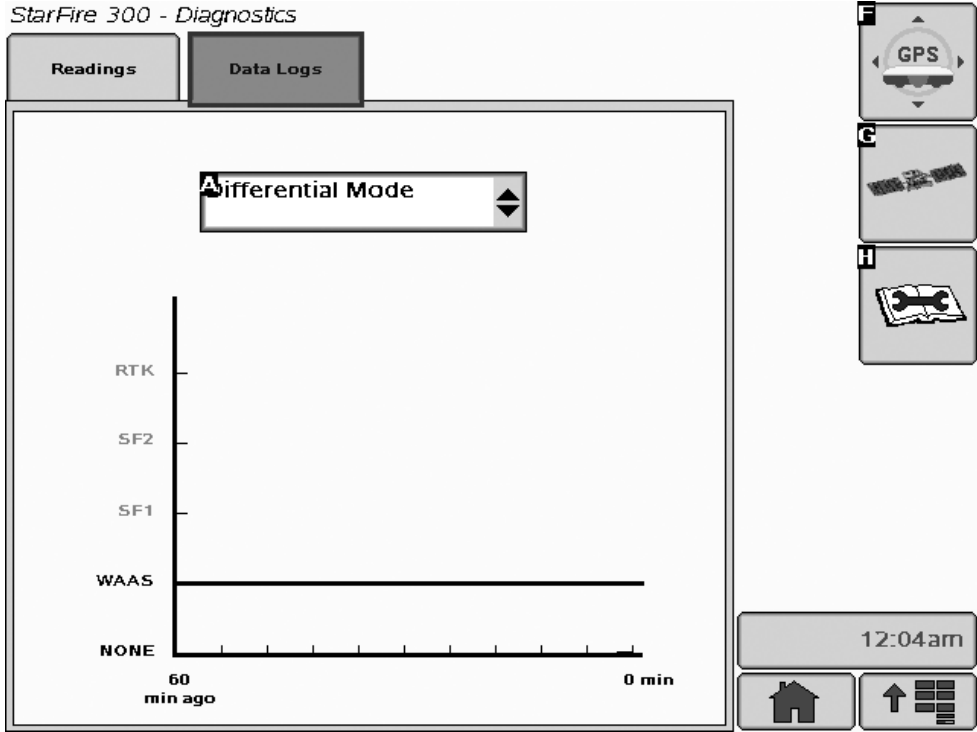 StarFire 300 - Diagnostics
Readings
Data Logs
F
GPS
G
H
A
Differential Mode
RTK
SF2
SF1
WAAS
NONE
60
min ago
0 min
12:04am